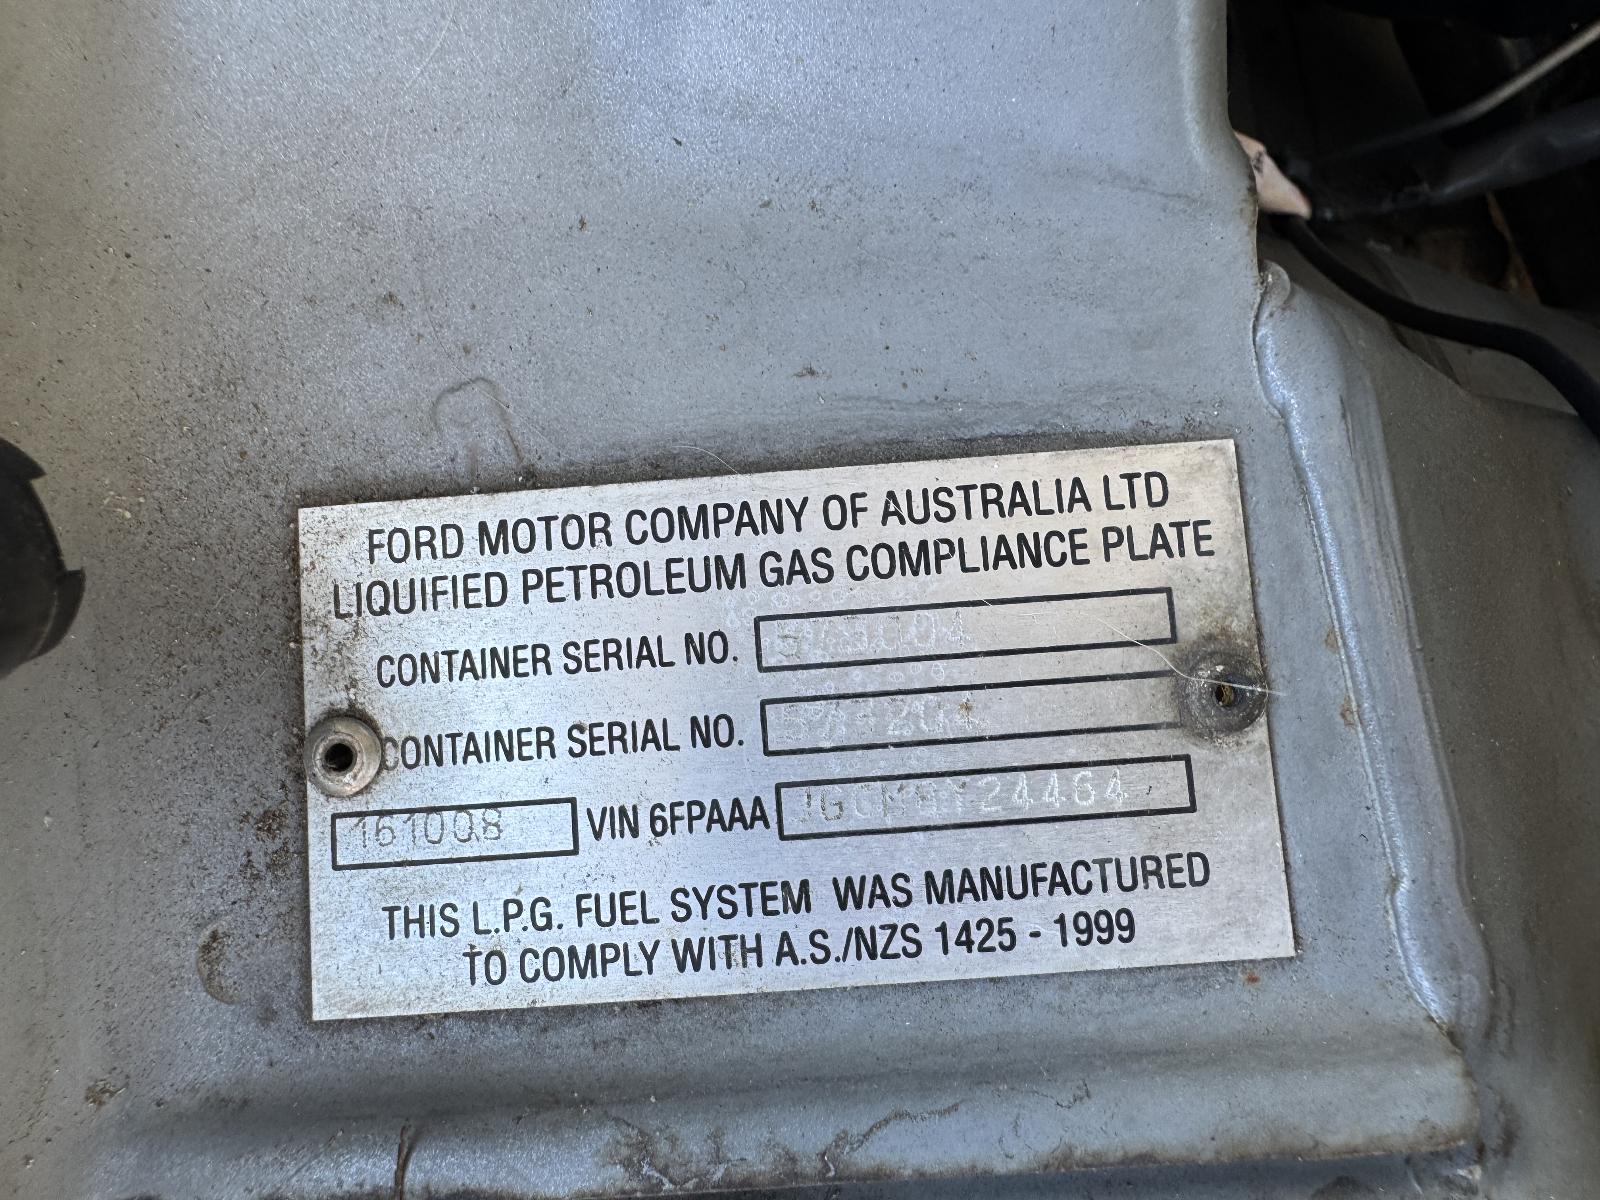 FORD MOTOR COMPANY OF AUSTRALIA LTD
LIQUIFIED PETROLEUM GAS COMPLIANCE PLATE
CONTAINER SERIAL NO.
CONTAINER SERIAL NO.
161008 VIN 6FPAAA
THIS L.P.G. FUEL SYSTEM WAS MANUFACTURED
TO COMPLY WITH A.S./NZS 1425 - 1999